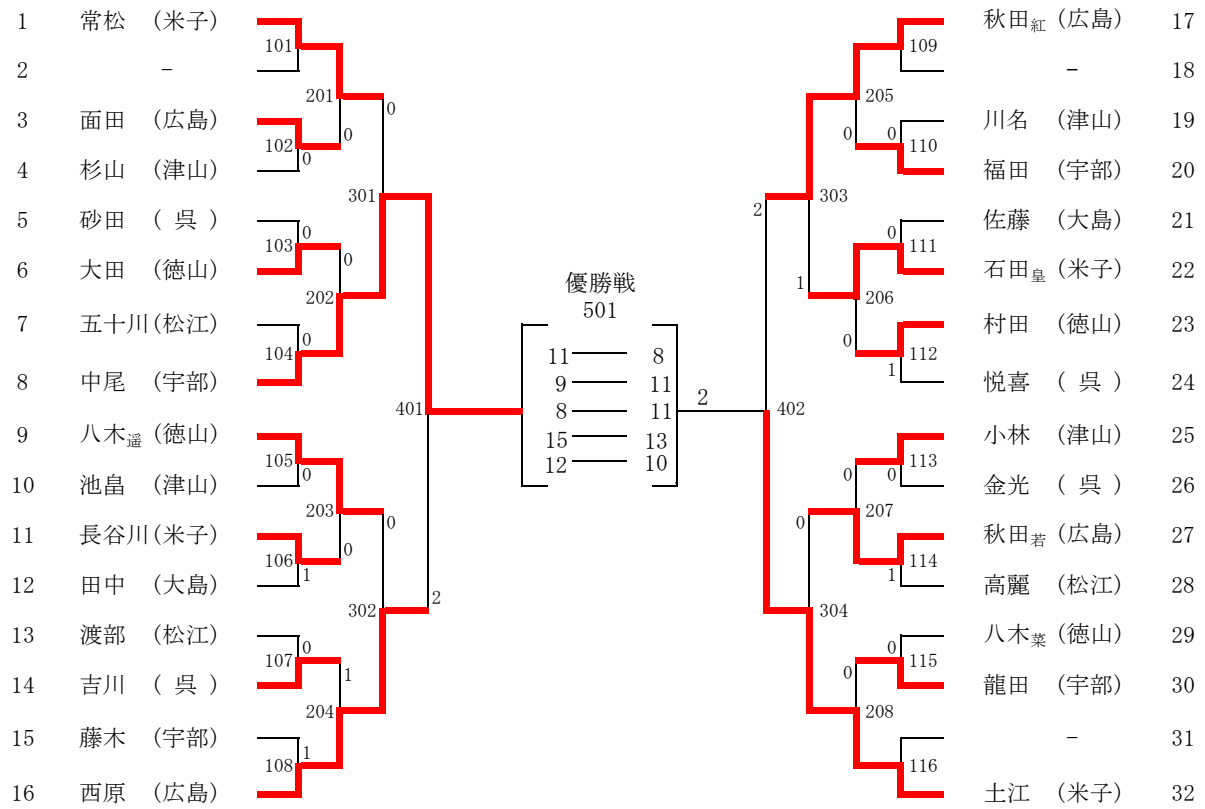 1 常松 (米子)
2 -
3 面田 (広島)
4 杉山 (津山)
5 砂田 ( 呉 )
6 大田 (徳山)
7 五十川(松江)
8 中尾 (宇部)
9 八木遥 (徳山)
10 池畠 (津山)
11 長谷川(米子)
12 田中 (大島)
13 渡部 (松江)
14 吉川 ( 呉 )
15 藤木 (宇部)
16 西原 (広島)
101
102
0
0
103
104
0
105
0
106
1
0
107
1
108
201
0
0
202
203
0
1
204
0
301
0
302
401
2
優勝戦
501
11 8
9 11
8 11
15 13
12 10
2
402
2
303
1
0
304
205
0
206
0
0
207
0
208
109
0
110
0
111
112
1
113
0
114
1
0
115
116
秋田紅 (広島) 17
- 18
川名 (津山) 19
福田 (宇部) 20
佐藤 (大島) 21
石田皇 (米子) 22
村田 (徳山) 23
悦喜 ( 呉 ) 24
小林 (津山) 25
金光 ( 呉 ) 26
秋田若 (広島) 27
高麗 (松江) 28
八木菜 (徳山) 29
龍田 (宇部) 30
- 31
土江 (米子) 32